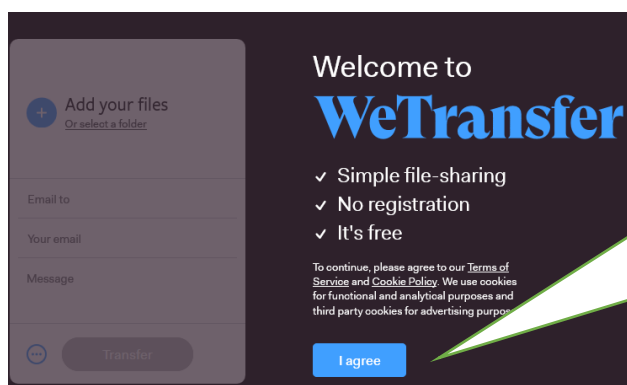 Add your files
Or select a folder
Email to
Your email
Message
Transfer
Welcome to
WeTransfer
Simple file-sharing
No registration
It's free
To continue, please agree to our Terms of
Service and Cookie Policy. We use cookies
for functional and analytical purposes and
third party cookies for advertising
I agree